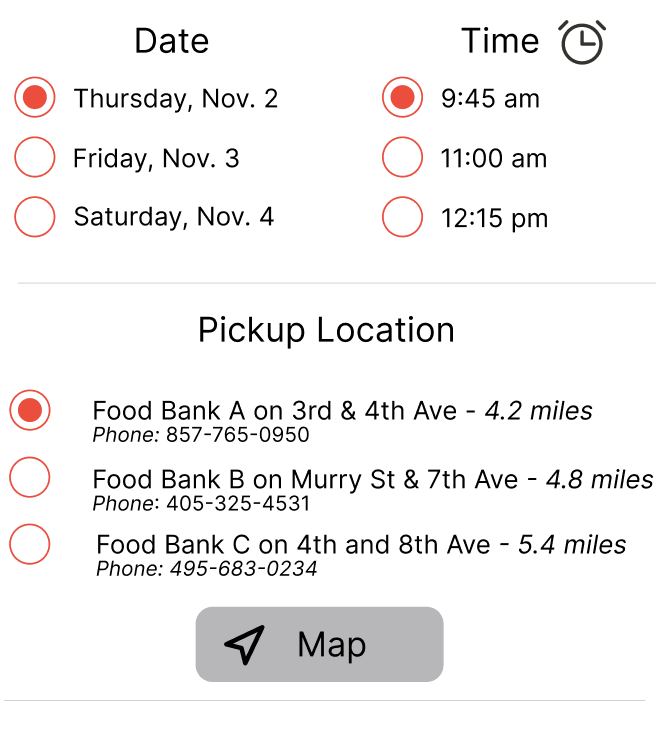 Date
Time
Thursday, Nov. 2
9:45 am
Friday, Nov. 3
11:00 am
Saturday, Nov. 4
12:15 pm
Pickup Location
Food Bank A on 3rd & 4th Ave - 4.2 miles
Phone: 857-765-0950
Food Bank B on Murry St & 7th Ave - 4.8 miles
Phone: 405-325-4531
Food Bank C on 4th and 8th Ave - 5.4 miles
Phone: 495-683-0234
Map